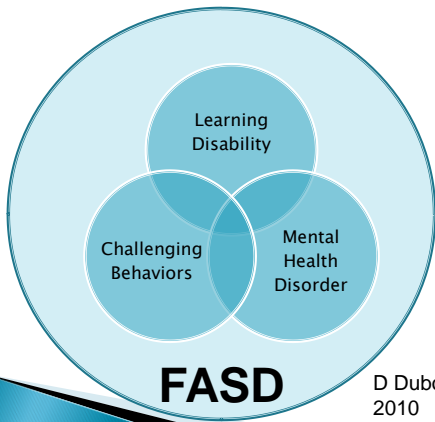 Learning
Disability
Challenging
Behaviors
Mental
Health
Disorder
FASD
2010